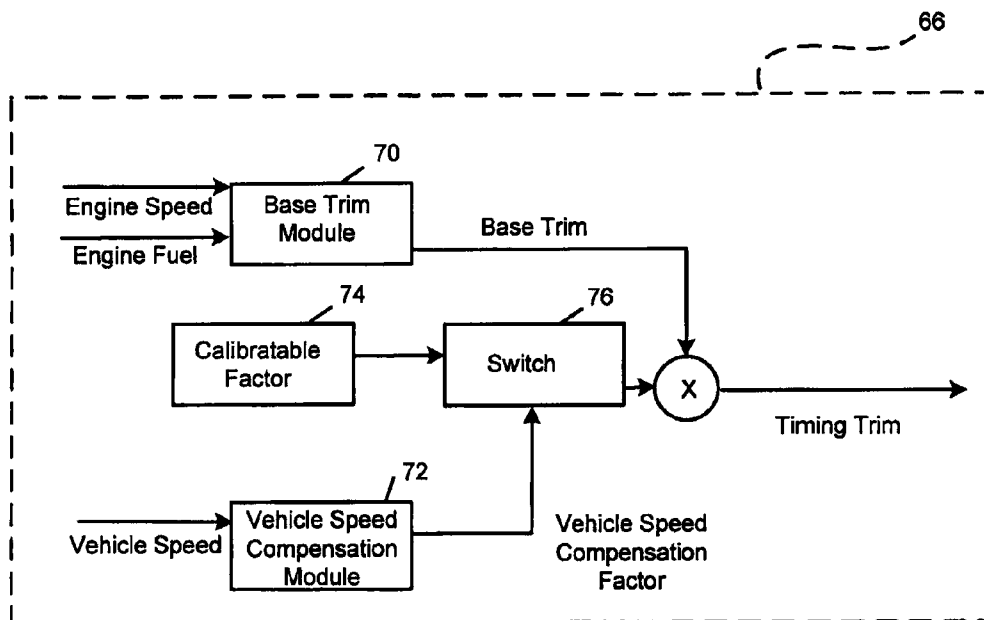 66
70
Engine Speed
Base Trim
Module
Base Trim
Engine Fuel
74
76
Calibratable
Factor
Switch
X
Timing Trim
72
Vehicle Speed
Vehicle Speed
Compensation
Module
Vehicle Speed
Compensation
Factor